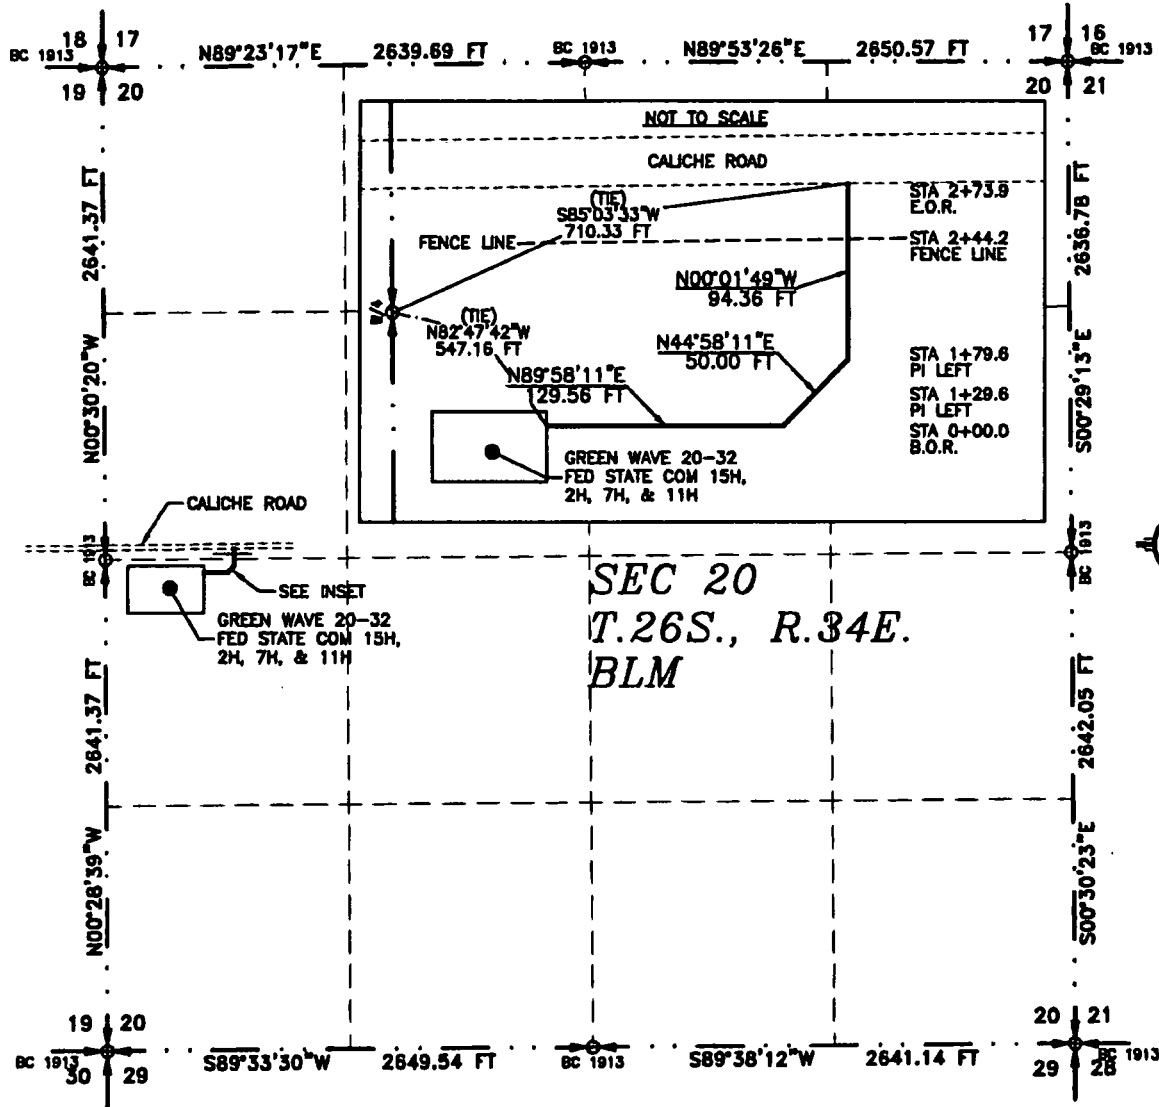 18 17
BC 1913
19 20
N89°23'17"E 2639.69 FT
BC 1913
N89°53'26"E 2650.57 FT
17 16
BC 1913
20 21
NOT TO SCALE
CALICHE ROAD
(TIE)
S85°03'33"W
710.33 FT
STA 2+73.9
E.O.R.
FENCE LINE
STA 2+44.2
FENCE LINE
N00°01'49"W
94.36 FT
W/4
(TIE)
N82°47'42"W
547.16 FT
N44°58'11"E
50.00 FT
N89°58'11"E
129.56 FT
STA 1+79.6
PI LEFT
STA 1+29.6
PI LEFT
STA 0+00.0
B.O.R.
GREEN WAVE 20-32
FED STATE COM 15H,
2H, 7H, & 11H
N00°30'20"W 2641.37 FT
2636.78 FT
S00°29'13"E
CALICHE ROAD
BC 1913
BC 1913
SEE INSET
GREEN WAVE 20-32
FED STATE COM 15H,
2H, 7H, & 11H
SEC 20
T.26S., R.34E.
BLM
N00°28'39"W 2641.37 FT
2642.05 FT
S00°30'23"E
19 20
BC 1913
30 29
S89°33'30"W 2649.54 FT
BC 1913
S89°38'12"W 2641.14 FT
20 21
BC 1913
29 28